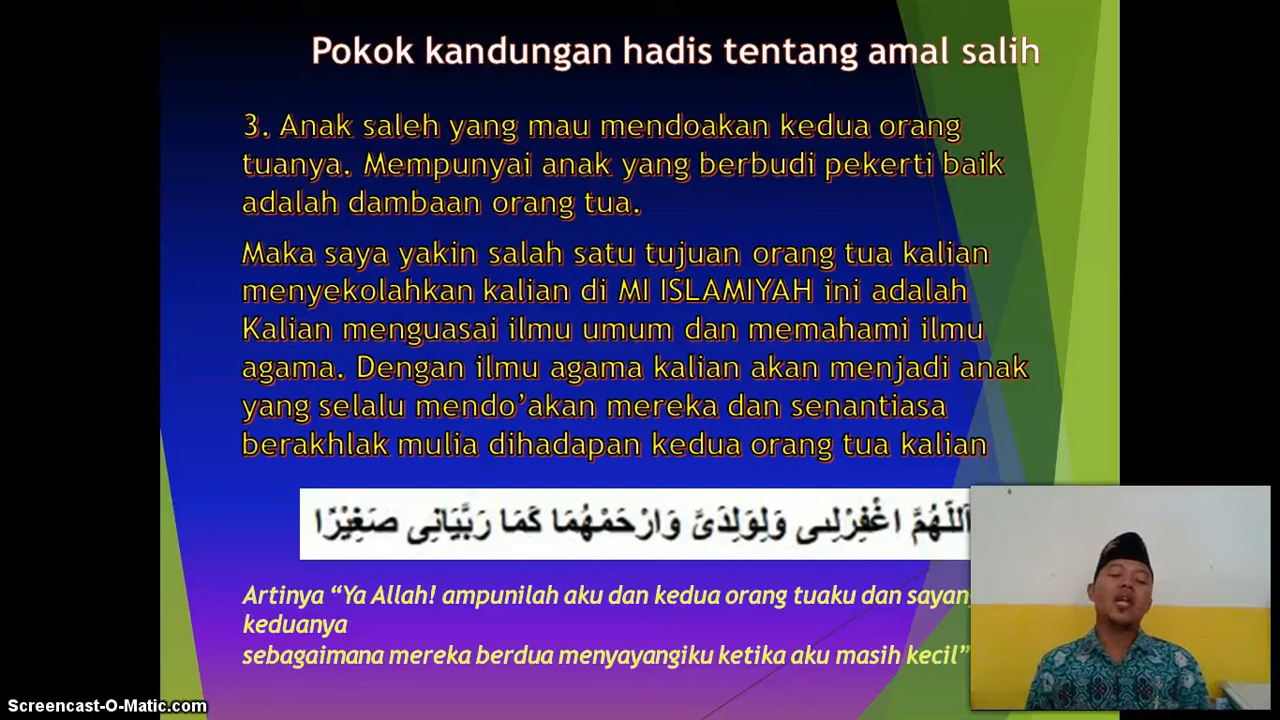 Pokok kandungan hadis tentang amal salih
3. Anak saleh yang mau mendoakan kedua orang
tuanya. Mempunyai anak yang berbudi pekerti baik
adalah dambaan orang tua.
Maka saya yakin salah satu tujuan orang tua kalian
menyekolahkan kalian di MI ISLAMIYAH ini adalah
Kalian menguasai ilmu umum dan memahami ilmu
agama. Dengan ilmu agama kalian akan menjadi anak
yang selalu mendo’akan mereka dan senantiasa
berakhlak mulia dihadapan kedua orang tua kalian
اَللّٰهُمَّ اغْفِرْلِى وَلِوَلِدَىَّ وَارْحَمْهُمَا كَمَا رَبَّيَانِى صَغِيْرًا
Artinya “Ya Allah! ampunilah aku dan kedua orang tuaku dan sayang
keduanya
sebagaimana mereka berdua menyayangiku ketika aku masih kecil”
Screencast-O-Matic.com